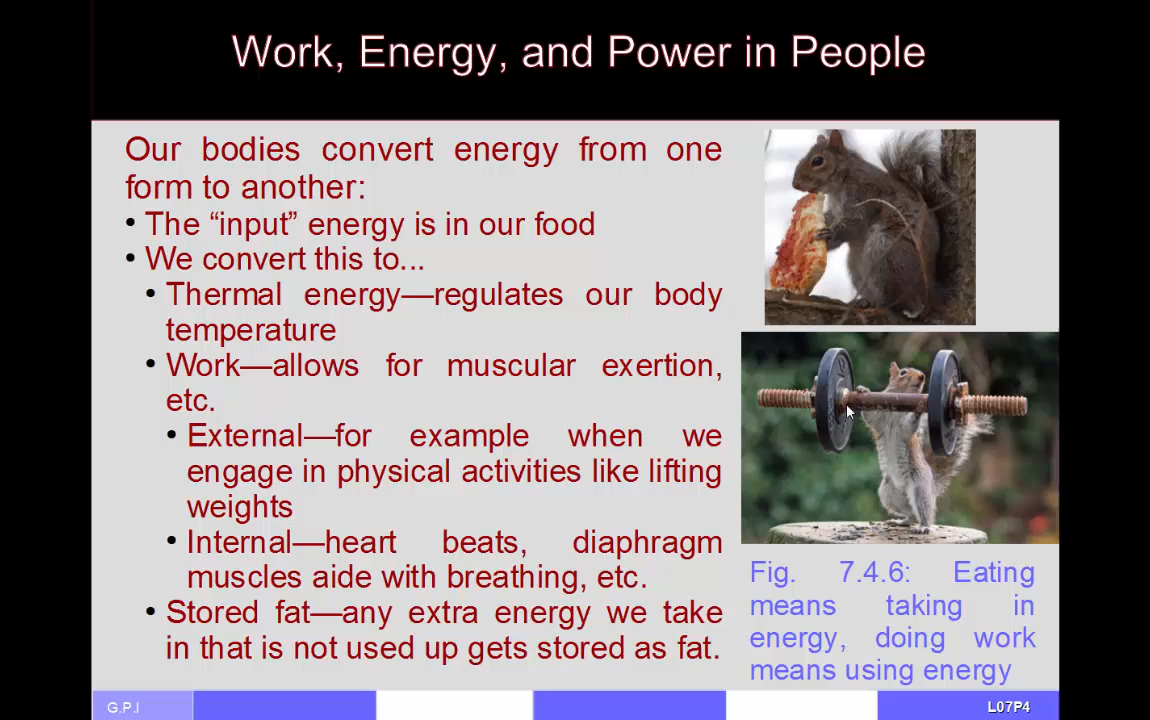 Work, Energy, and Power in People
Our bodies convert energy from one
form to another:
• The “input” energy is in our food
• We convert this to...
• Thermal energy—regulates our body
temperature
• Work—allows for muscular exertion,
etc.
• External—for example when we
engage in physical activities like lifting
weights
• Internal—heart beats, diaphragm
muscles aide with breathing, etc.
• Stored fat—any extra energy we take
in that is not used up gets stored as fat.
Fig. 7.4.6: Eating
means taking in
energy, doing work
means using energy
G.P.I
L07P4